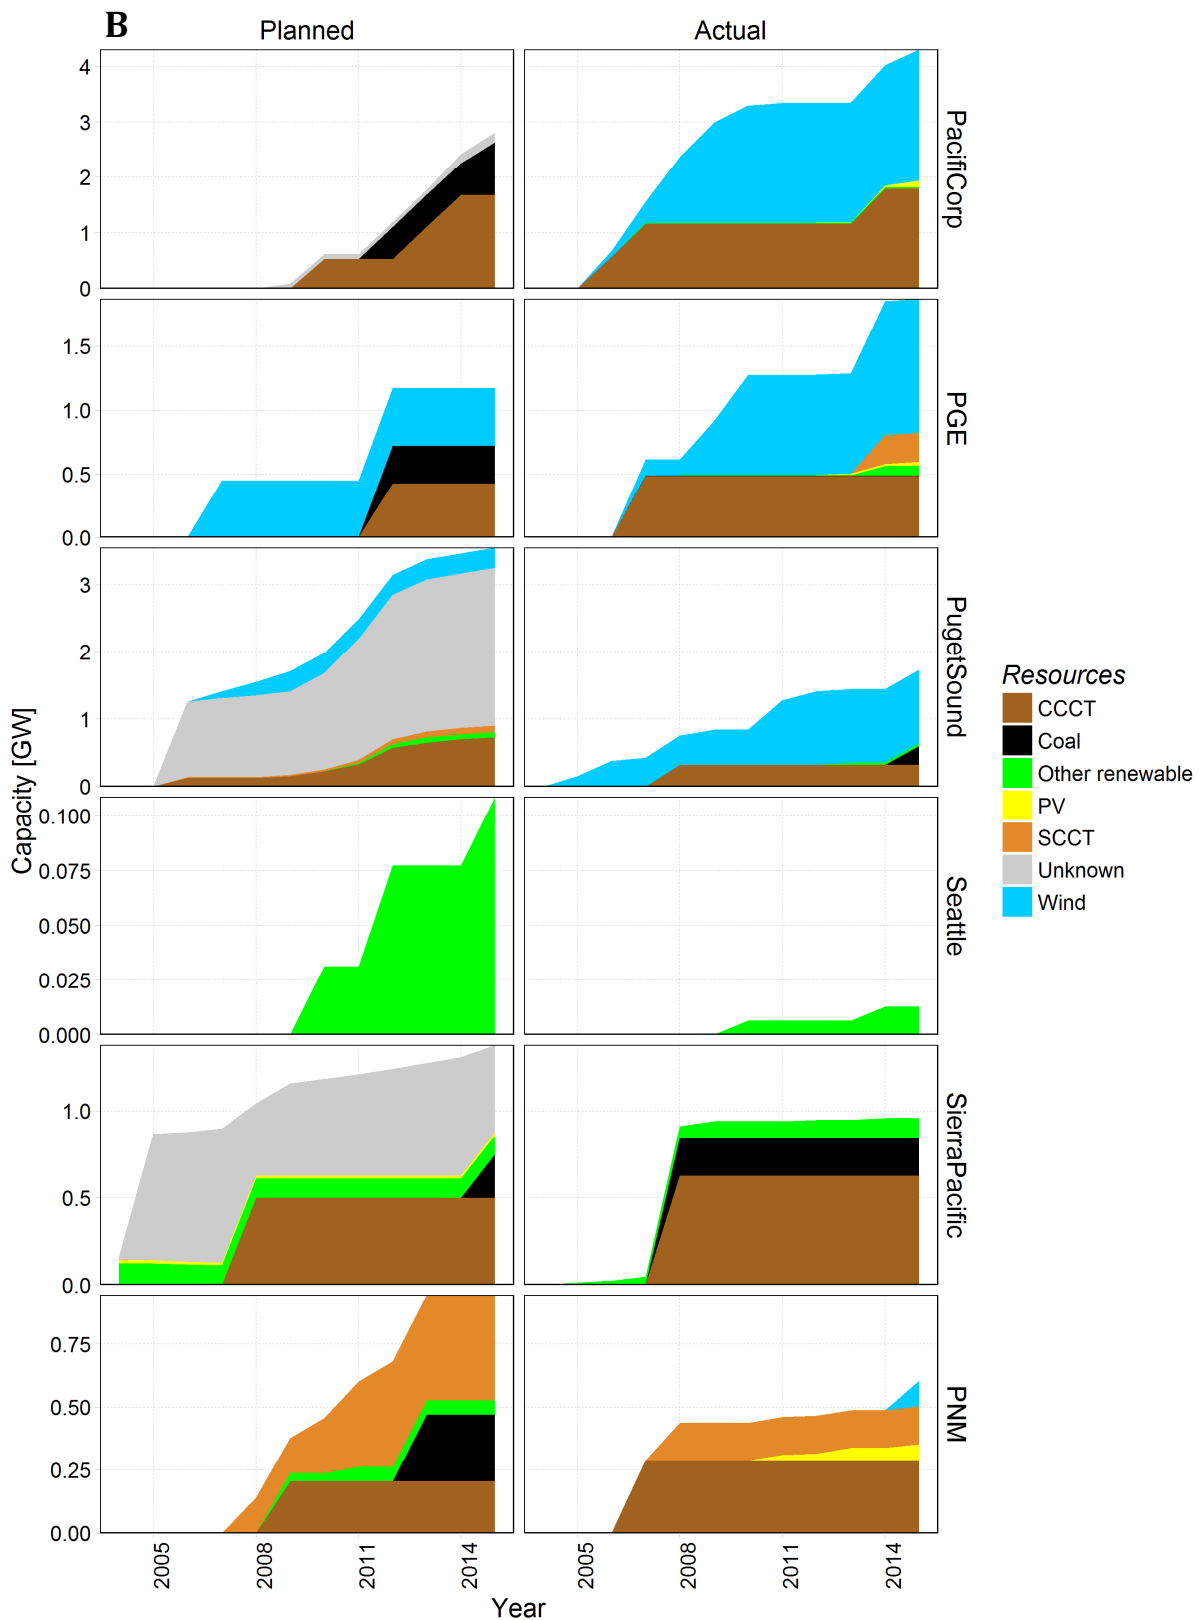 B
Planned
Actual
4
3
2
1
0
PacifiCorp
1.5
1.0
0.5
0.0
PGE
3
2
1
0
PugetSound
0.100
0.075
0.050
0.025
0.000
Seattle
1.0
0.5
0.0
SierraPacific
0.75
0.50
0.25
0.00
PNM
Capacity [GW]
2005
2008
2011
2014
2005
2008
2011
2014
Year
Resources
CCCT
Coal
Other renewable
PV
SCCT
Unknown
Wind